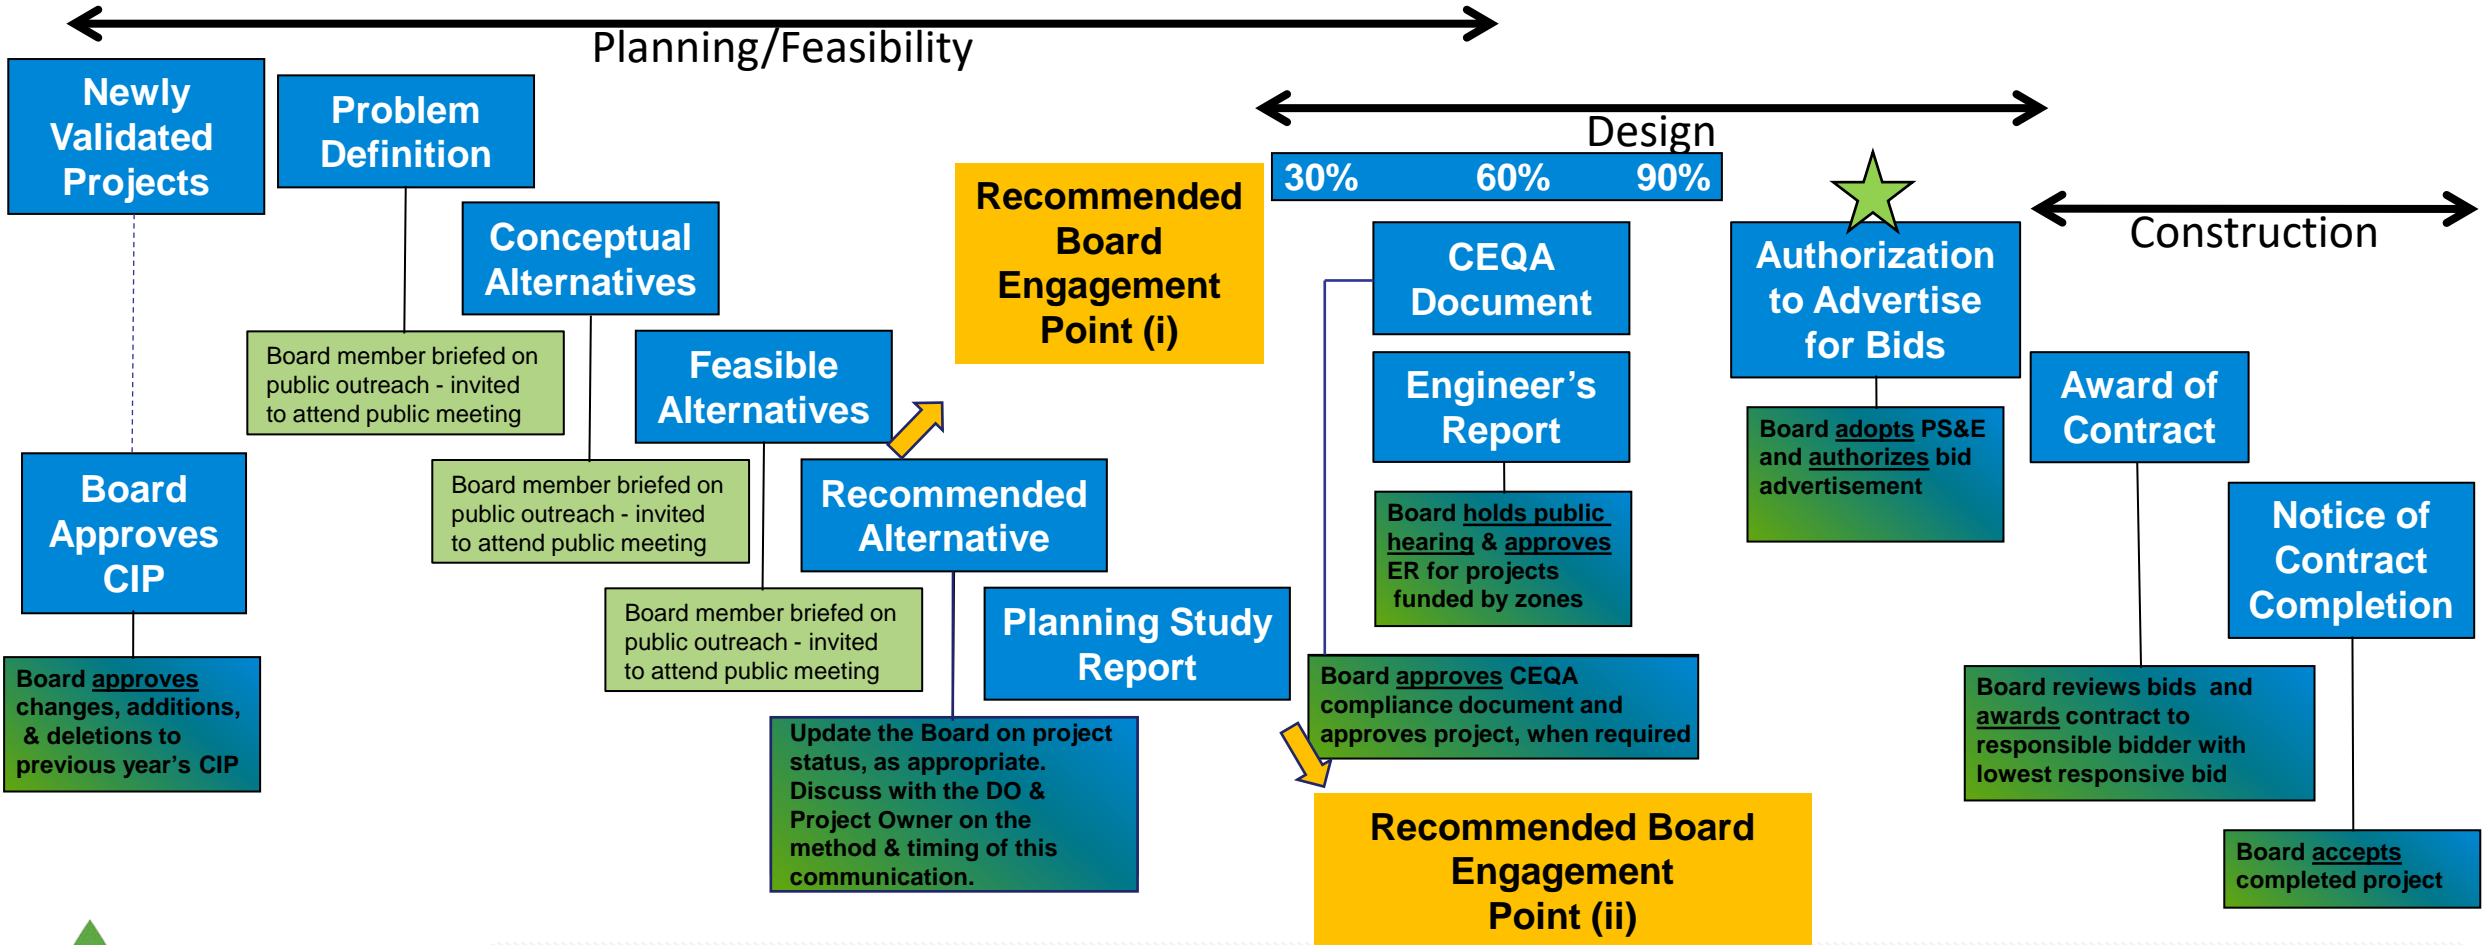 Planning/Feasibility
Newly
Validated
Projects
Problem
Definition
Conceptual
Alternatives
Feasible
Alternatives
Recommended
Alternative
Planning Study
Report
Board
Approves
CIP
Board approves
changes, additions,
& deletions to
previous year’s CIP
Board member briefed on
public outreach - invited
to attend public meeting
Board member briefed on
public outreach - invited
to attend public meeting
Board member briefed on
public outreach - invited
to attend public meeting
Update the Board on project
status, as appropriate.
Discuss with the DO &
Project Owner on the
method & timing of this
communication.
Recommended
Board
Engagement
Point (i)
Design
30% 60% 90%
CEQA
Document
Engineer’s
Report
Board holds public
hearing & approves
ER for projects
funded by zones
Board approves CEQA
compliance document and
approves project, when required
Recommended Board
Engagement
Point (ii)
Authorization
to Advertise
for Bids
Board adopts PS&E
and authorizes bid
advertisement
Construction
Award of
Contract
Board reviews bids and
awards contract to
responsible bidder with
lowest responsive bid
Notice of
Contract
Completion
Board accepts
completed project